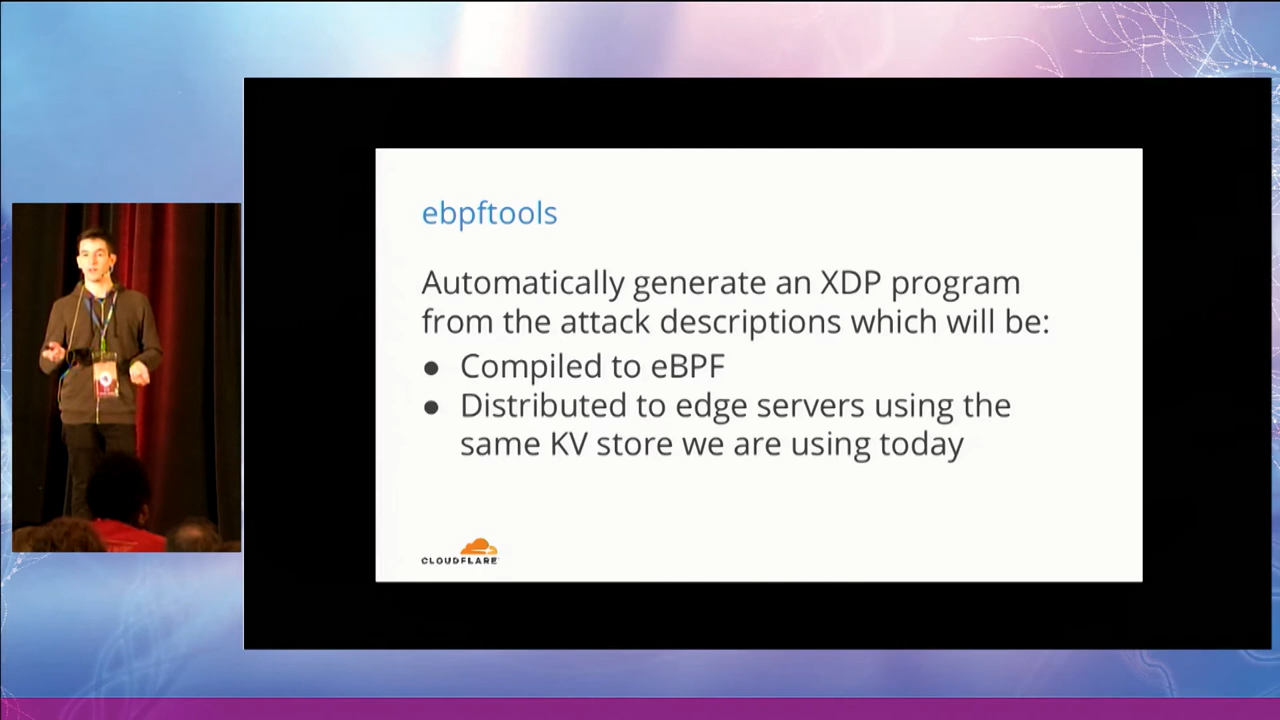 ebpftools
Automatically generate an XDP program
from the attack descriptions which will be:
● Compiled to eBPF
● Distributed to edge servers using the
same KV store we are using today
CLOUDFLARE